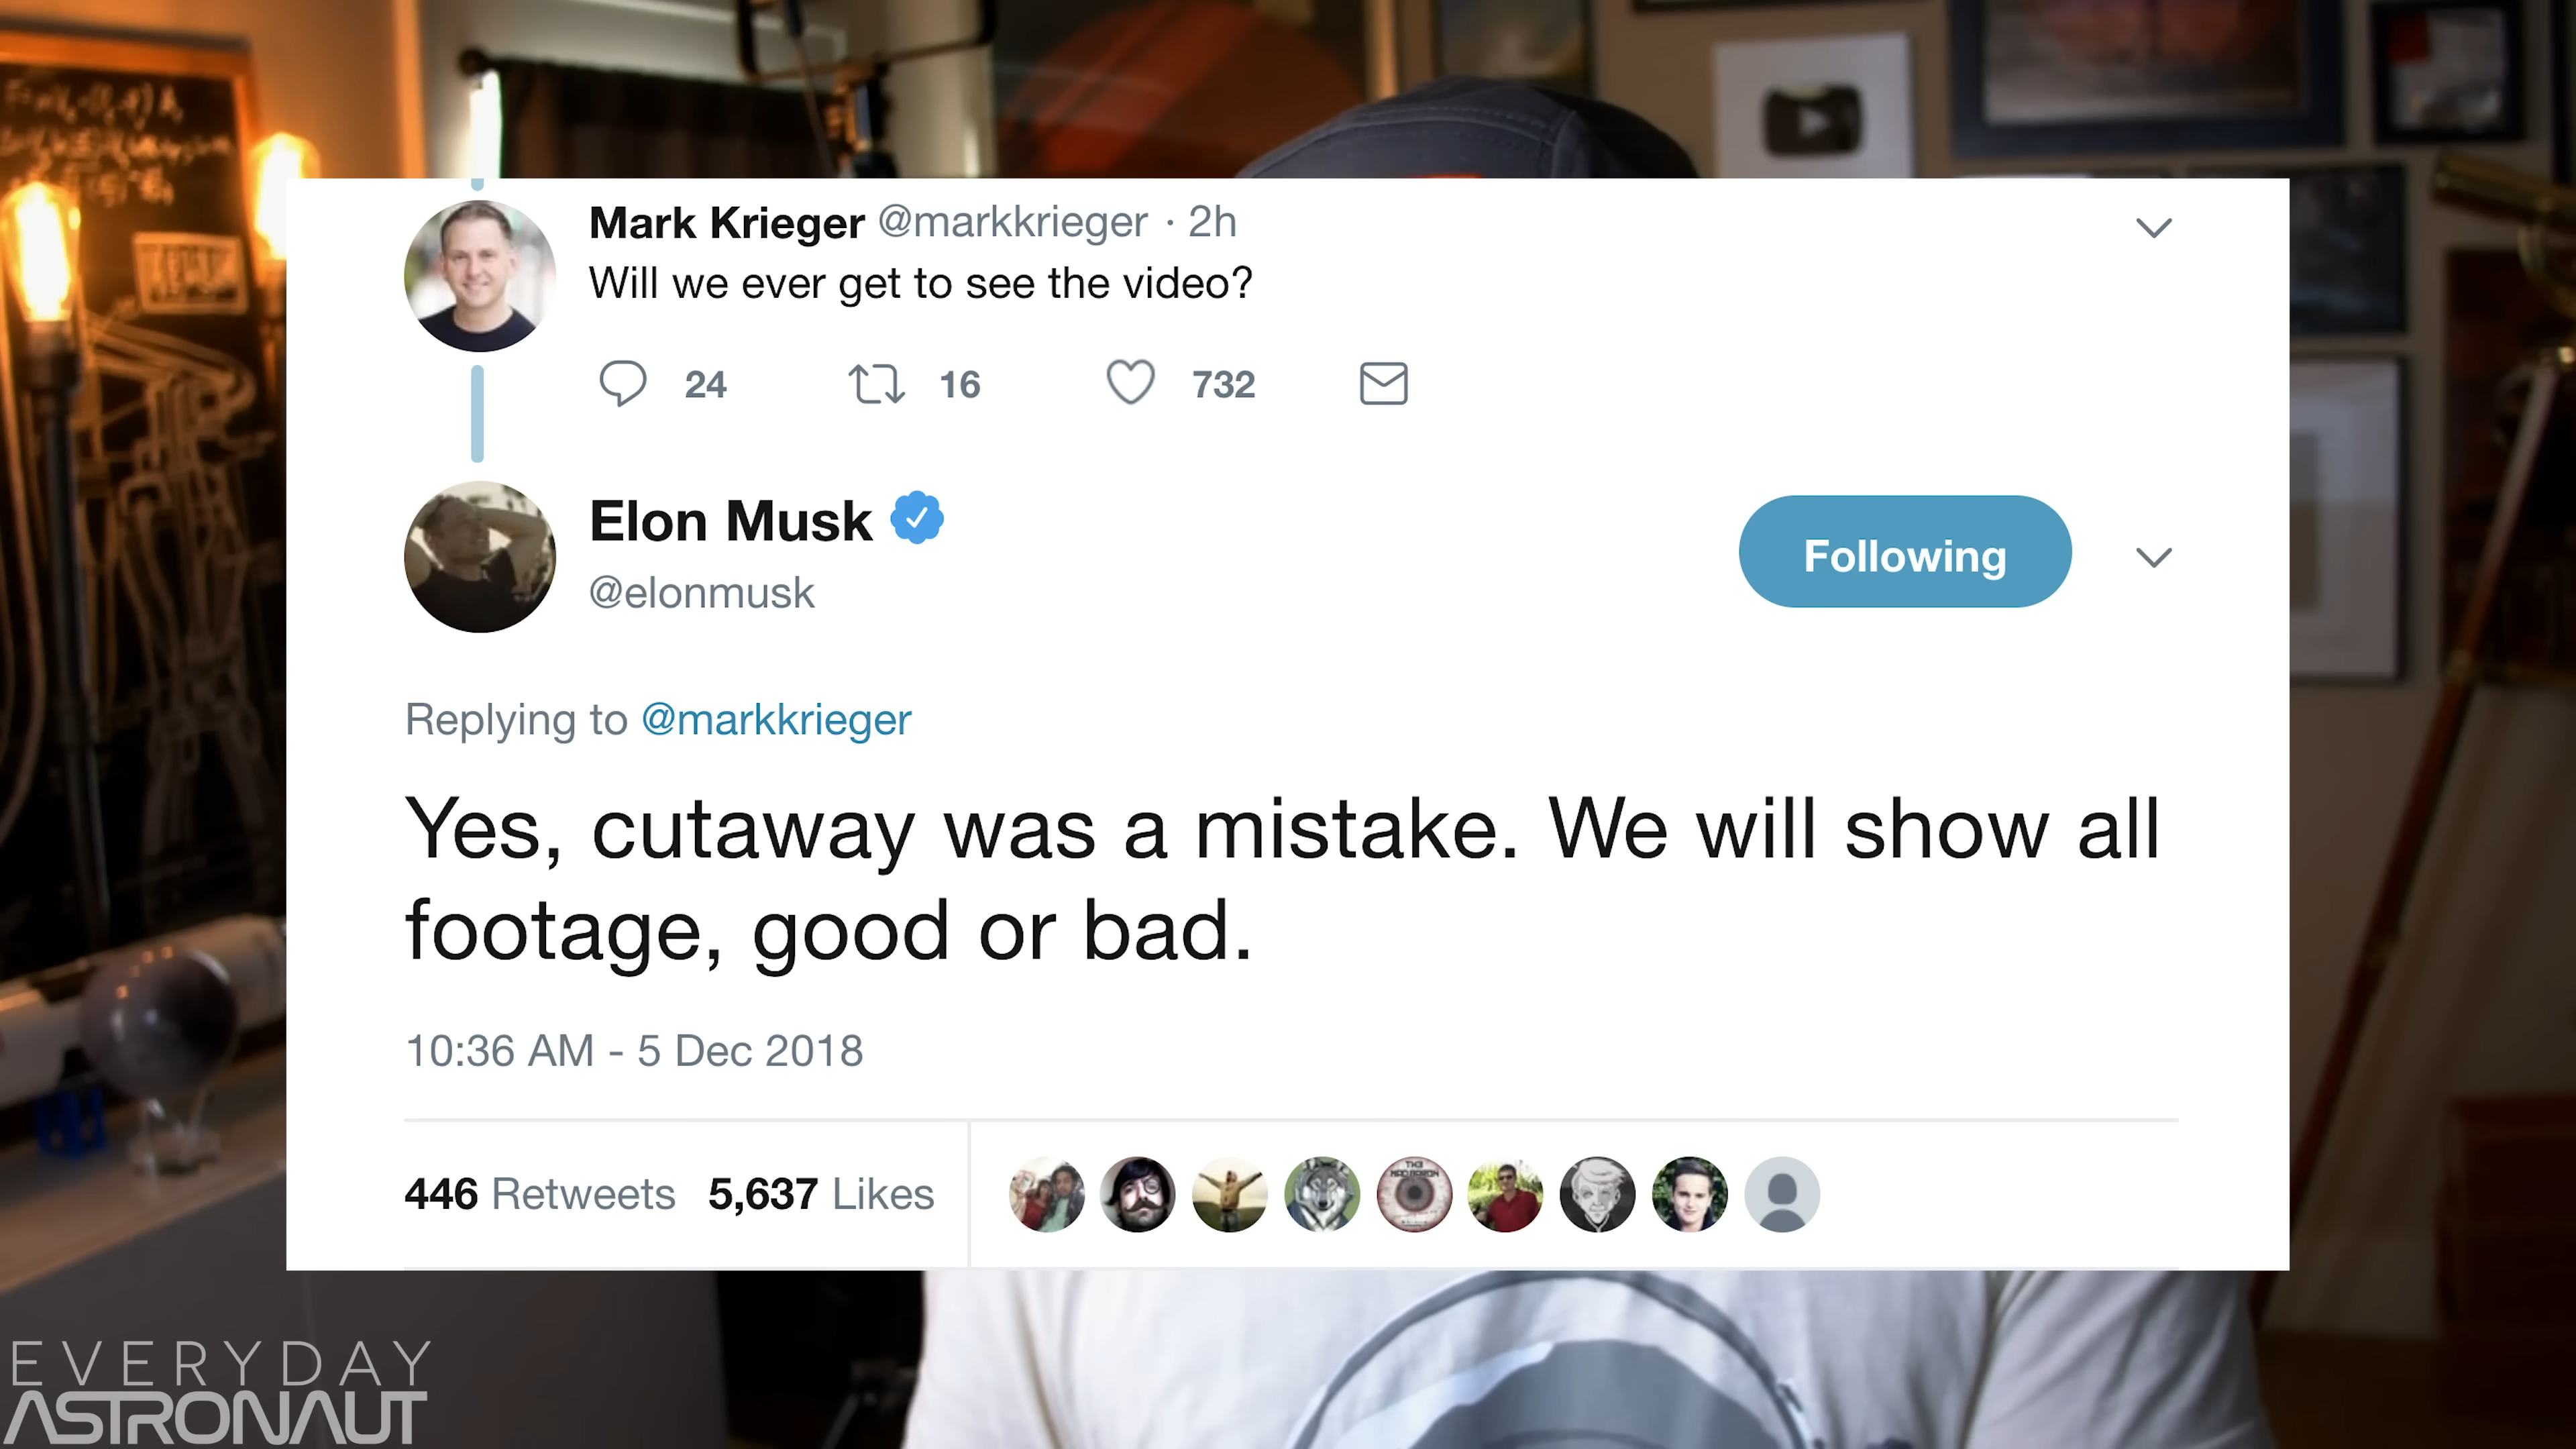 Mark Krieger @markkrieger · 2h
Will we ever get to see the video?
24 16 732
Elon Musk
@elonmusk
Following
Replying to @markkrieger
Yes, cutaway was a mistake. We will show all
footage, good or bad.
10:36 AM - 5 Dec 2018
446 Retweets 5,637 Likes
EVERYDAY
ASTRONAUT